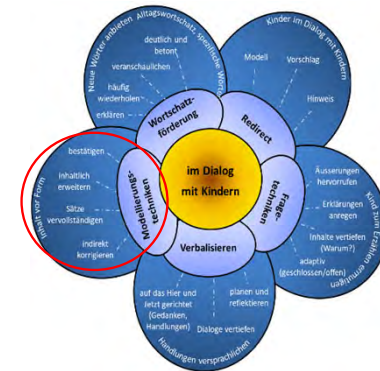 Neue Wörter anbieten Alltagswortschatz, spezifische Wörter
deutlich und
betont
veranschaulichen
häufig
wiederholen
erklären
Wortschatz-
förderung
Kinder im Dialog mit Kindern
Modell
Vorschlag
Hinweis
Redirect
im Dialog
mit Kindern
Inhalt vor Form
bestätigen
inhaltlich
erweitern
Sätze
vervollständigen
indirekt
korrigieren
Modellierungs-
techniken
Frage-
techniken
Äusserungen
hervorrufen
Erklärungen
anregen
Inhalte vertiefen
(Warum?)
adaptiv
(geschlossen/offen)
Kind zum Erzählen ermutigen
Verbalisieren
auf das Hier und
Jetzt gerichtet
(Gedanken,
Handlungen)
planen und
reflektieren
Dialoge vertiefen
Handlungen versprachlichen